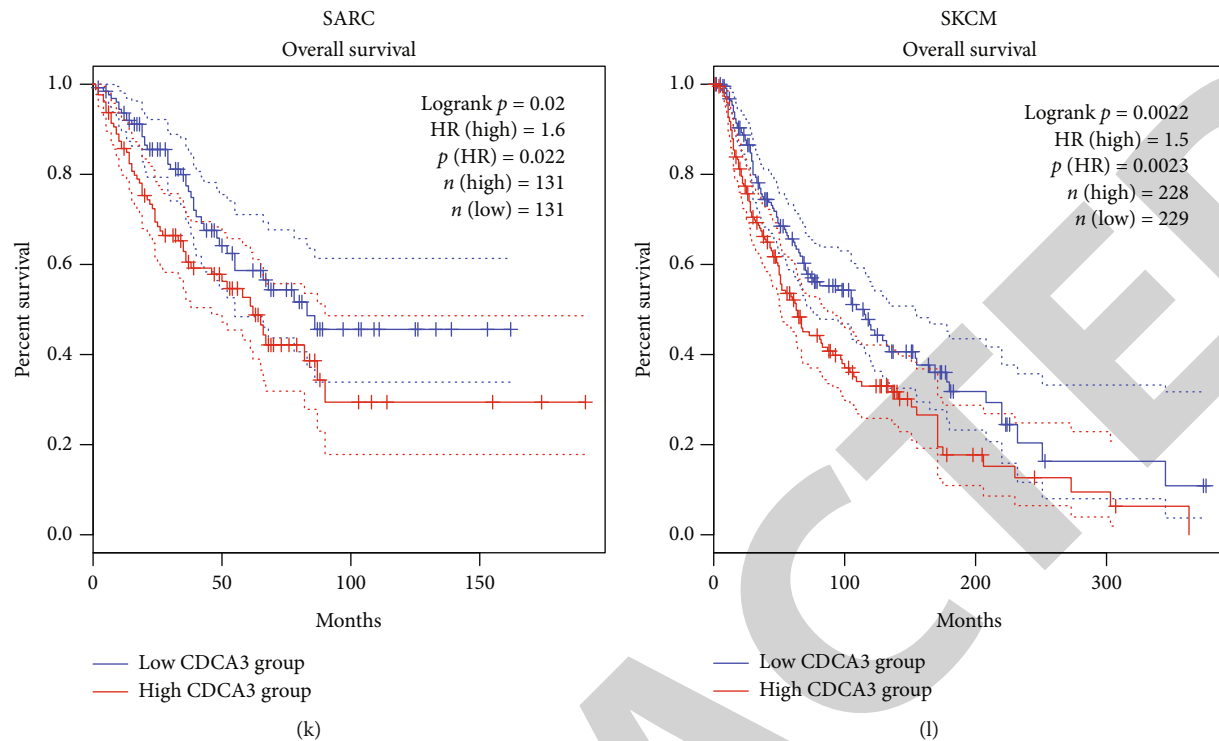 SARC
Overall survival
1.0
0.8
0.6
0.4
0.2
0.0
Percent survival
Logrank p = 0.02
HR (high) = 1.6
p (HR) = 0.022
n (high) = 131
n (low) = 131
0 50 100 150
Months
Low CDCA3 group
High CDCA3 group
(k)
SKCM
Overall survival
1.0
0.8
0.6
0.4
0.2
0.0
Percent survival
Logrank p = 0.0022
HR (high) = 1.5
p (HR) = 0.0023
n (high) = 228
n (low) = 229
0 100 200 300
Months
Low CDCA3 group
High CDCA3 group
(l)
ACTE